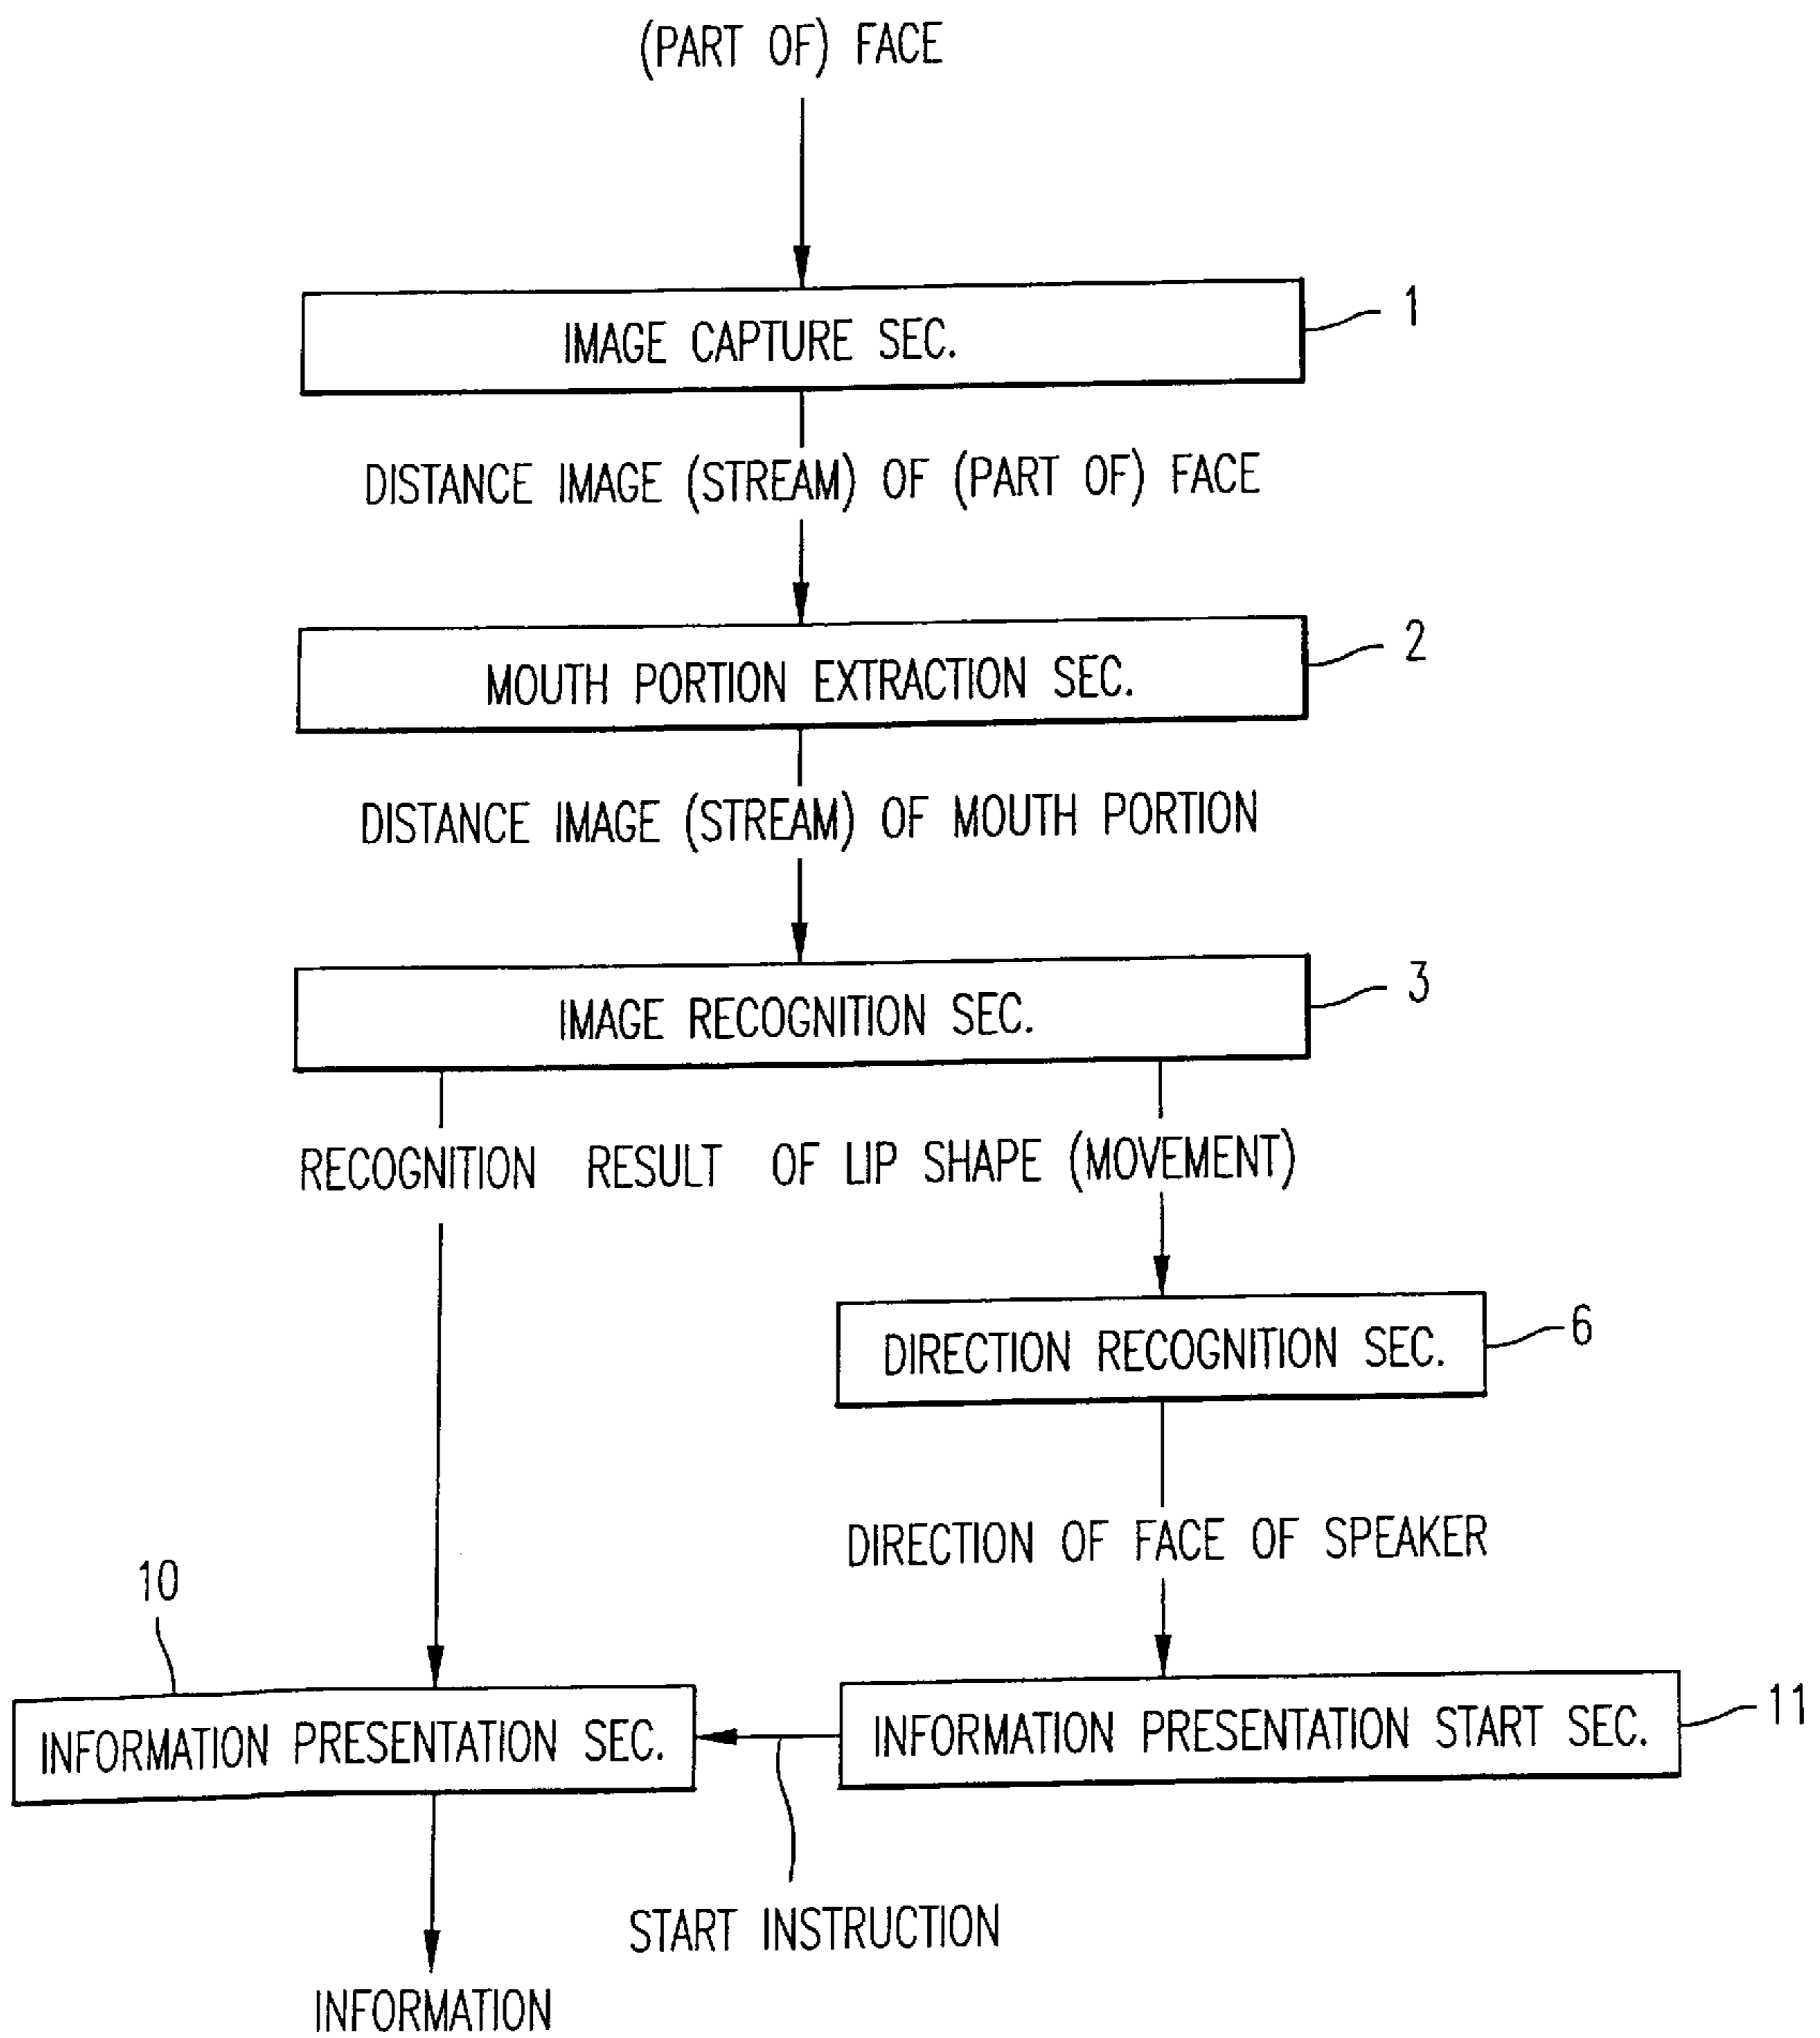 (PART OF) FACE
IMAGE CAPTURE SEC.
1
DISTANCE IMAGE (STREAM) OF (PART OF) FACE
MOUTH PORTION EXTRACTION SEC.
2
DISTANCE IMAGE (STREAM) OF MOUTH PORTION
IMAGE RECOGNITION SEC.
3
RECOGNITION RESULT OF LIP SHAPE (MOVEMENT)
DIRECTION RECOGNITION SEC.
6
DIRECTION OF FACE OF SPEAKER
10
INFORMATION PRESENTATION SEC.
INFORMATION PRESENTATION START SEC.
11
START INSTRUCTION
INFORMATION